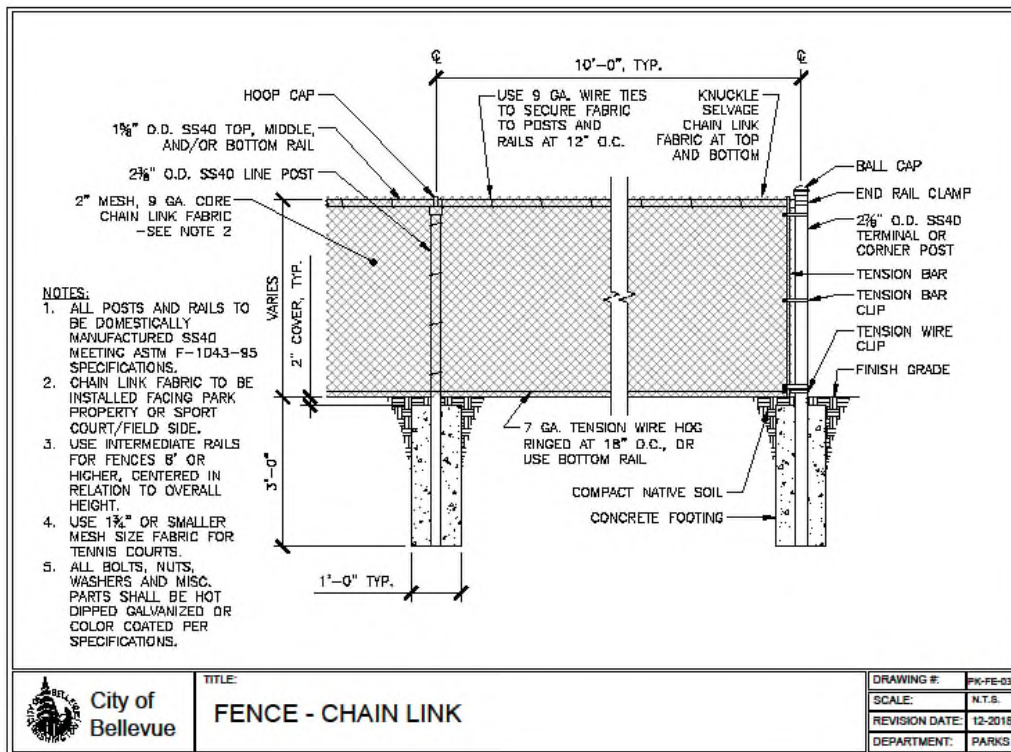 ℄
℄
10'-0", TYP.
HOOP CAP
1⅝" O.D. SS40 TOP, MIDDLE,
AND/OR BOTTOM RAIL
2⅜" O.D. SS40 LINE POST
2" MESH, 9 GA. CORE
CHAIN LINK FABRIC
-SEE NOTE 2
USE 9 GA. WIRE TIES
TO SECURE FABRIC
TO POSTS AND
RAILS AT 12" O.C.
KNUCKLE
SELVAGE
CHAIN LINK
FABRIC AT TOP
AND BOTTOM
BALL CAP
END RAIL CLAMP
2⅞" O.D. SS40
TERMINAL OR
CORNER POST
TENSION BAR
TENSION BAR
CLIP
TENSION WIRE
CLIP
FINISH GRADE
VARIES
2" COVER, TYP.
3'-0"
1'-0" TYP.
7 GA. TENSION WIRE HOG
RINGED AT 18" O.C., OR
USE BOTTOM RAIL
COMPACT NATIVE SOIL
CONCRETE FOOTING
NOTES:
1. ALL POSTS AND RAILS TO
BE DOMESTICALLY
MANUFACTURED SS40
MEETING ASTM F-1043-95
SPECIFICATIONS.
2. CHAIN LINK FABRIC TO BE
INSTALLED FACING PARK
PROPERTY OR SPORT
COURT/FIELD SIDE.
3. USE INTERMEDIATE RAILS
FOR FENCES 8' OR
HIGHER, CENTERED IN
RELATION TO OVERALL
HEIGHT.
4. USE 1¾" OR SMALLER
MESH SIZE FABRIC FOR
TENNIS COURTS.
5. ALL BOLTS, NUTS,
WASHERS AND MISC.
PARTS SHALL BE HOT
DIPPED GALVANIZED OR
COLOR COATED PER
SPECIFICATIONS.
City of
Bellevue
TITLE:
FENCE - CHAIN LINK
DRAWING #: PK-FE-03
SCALE: N.T.S.
REVISION DATE: 12-2018
DEPARTMENT: PARKS